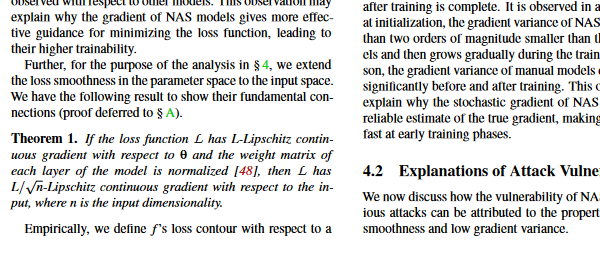 observed with respect to other models. This observation may
explain why the gradient of NAS models gives more effec-
tive guidance for minimizing the loss function, leading to
their higher trainability.
Further, for the purpose of the analysis in § 4, we extend
the loss smoothness in the parameter space to the input space.
We have the following result to show their fundamental con-
nections (proof deferred to § A).
Theorem 1. If the loss function ℒ has L-Lipschitz contin-
uous gradient with respect to θ and the weight matrix of
each layer of the model is normalized [48], then ℒ has
L/√n-Lipschitz continuous gradient with respect to the in-
put, where n is the input dimensionality.
Empirically, we define f's loss contour with respect to a
after training is complete. It is observed in a
at initialization, the gradient variance of NAS
than two orders of magnitude smaller than t
els and then grows gradually during the train
son, the gradient variance of manual models
significantly before and after training. This o
explain why the stochastic gradient of NAS
reliable estimate of the true gradient, making
fast at early training phases.
4.2 Explanations of Attack Vulne
We now discuss how the vulnerability of NA
ious attacks can be attributed to the propert
smoothness and low gradient variance.